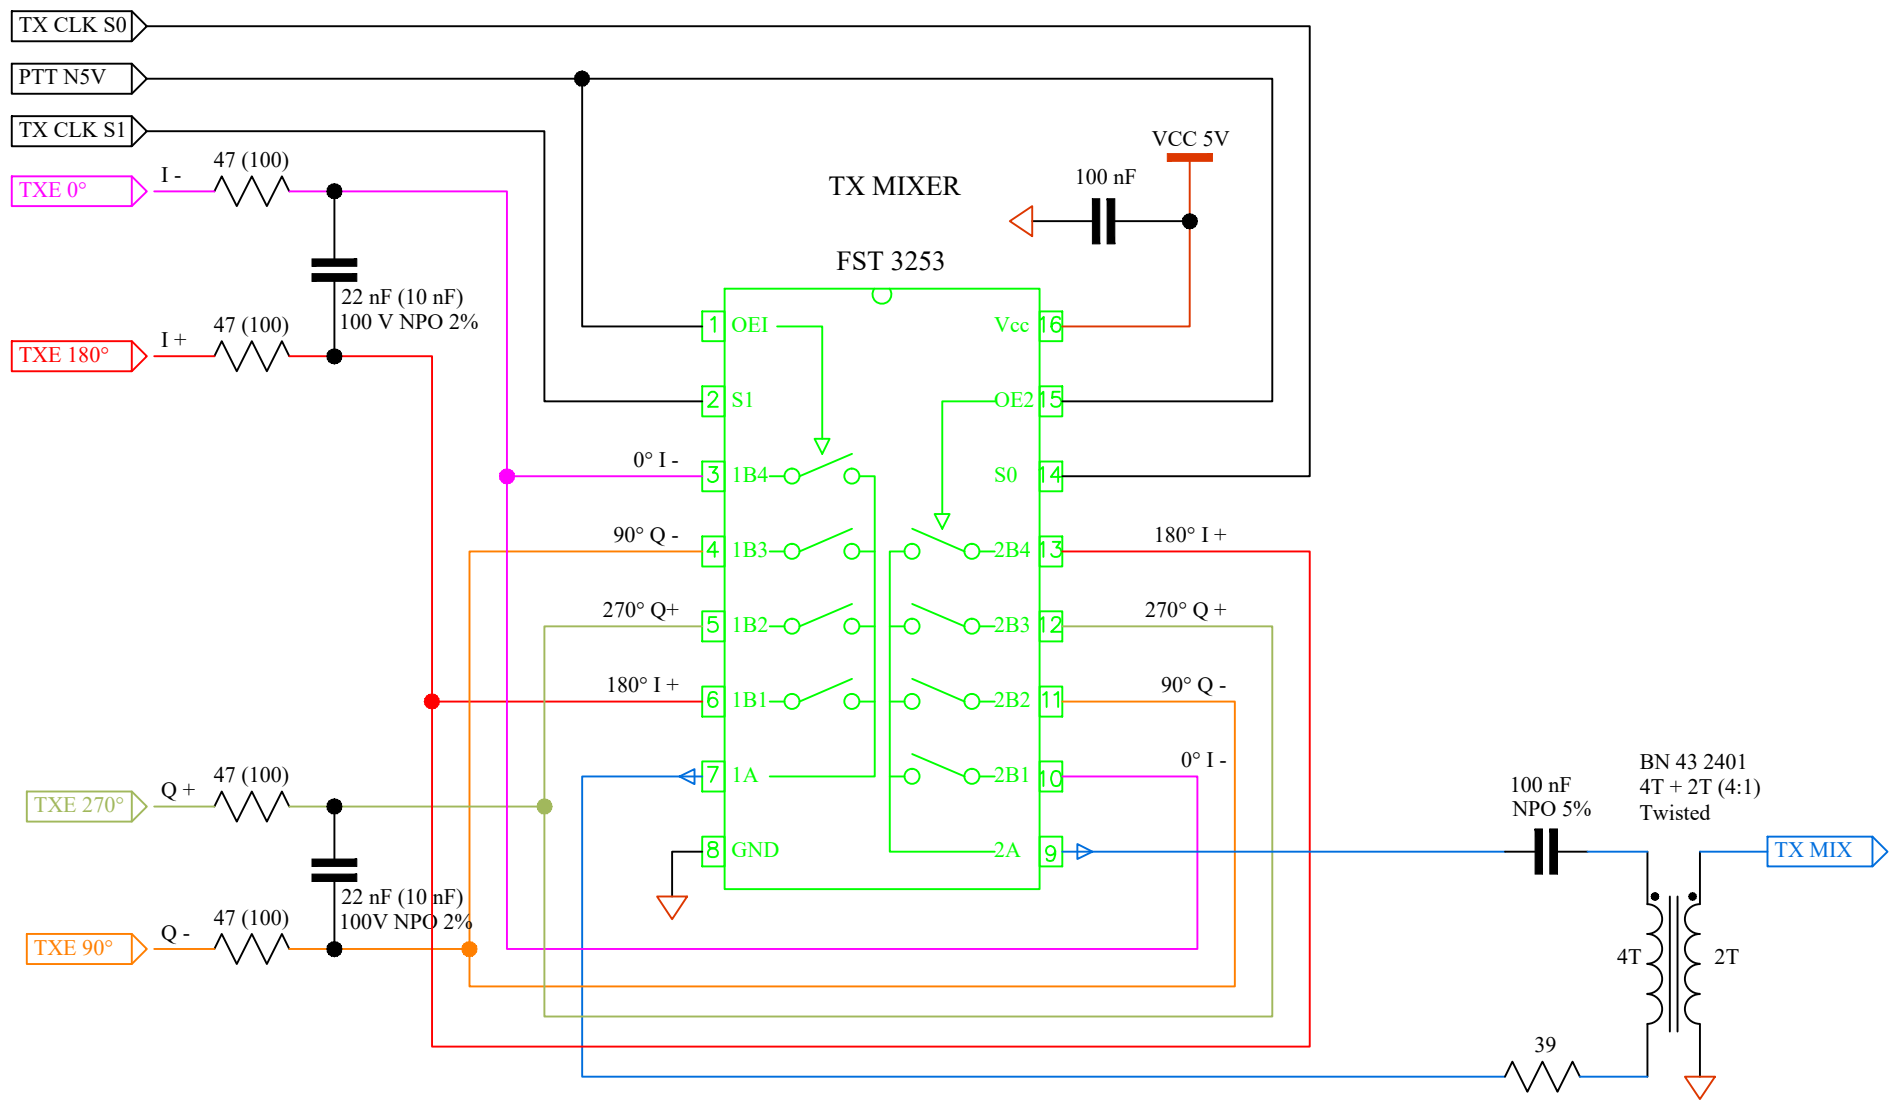 TX CLK S0
PTT N5V
TX CLK S1
TXE 0°
I -
47 (100)
22 nF (10 nF)
100 V NPO 2%
TXE 180°
I +
47 (100)
TX MIXER
FST 3253
VCC 5V
100 nF
1 OEI
2 S1
0° I - 3 1B4
90° Q - 4 1B3
270° Q+ 5 1B2
180° I + 6 1B1
7 1A
8 GND
Vcc 16
OE2 15
S0 14
2B4 13 180° I +
2B3 12 270° Q +
2B2 11 90° Q -
2B1 10 0° I -
2A 9
TXE 270°
Q +
47 (100)
22 nF (10 nF)
100V NPO 2%
TXE 90°
Q -
47 (100)
100 nF
NPO 5%
BN 43 2401
4T + 2T (4:1)
Twisted
TX MIX
4T
2T
39